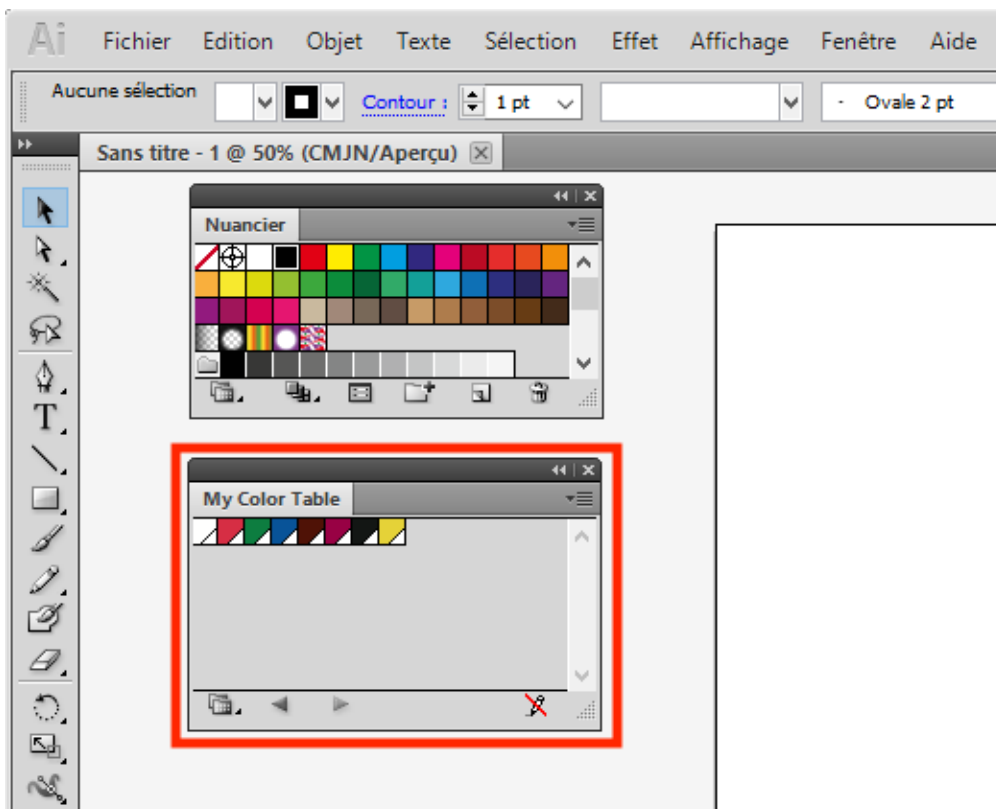 Ai Fichier Edition Objet Texte Sélection Effet Affichage Fenêtre Aide
Aucune sélection Contour : 1 pt - Ovale 2 pt
Sans titre - 1 @ 50% (CMJN/Aperçu)
Nuancier
My Color Table
T